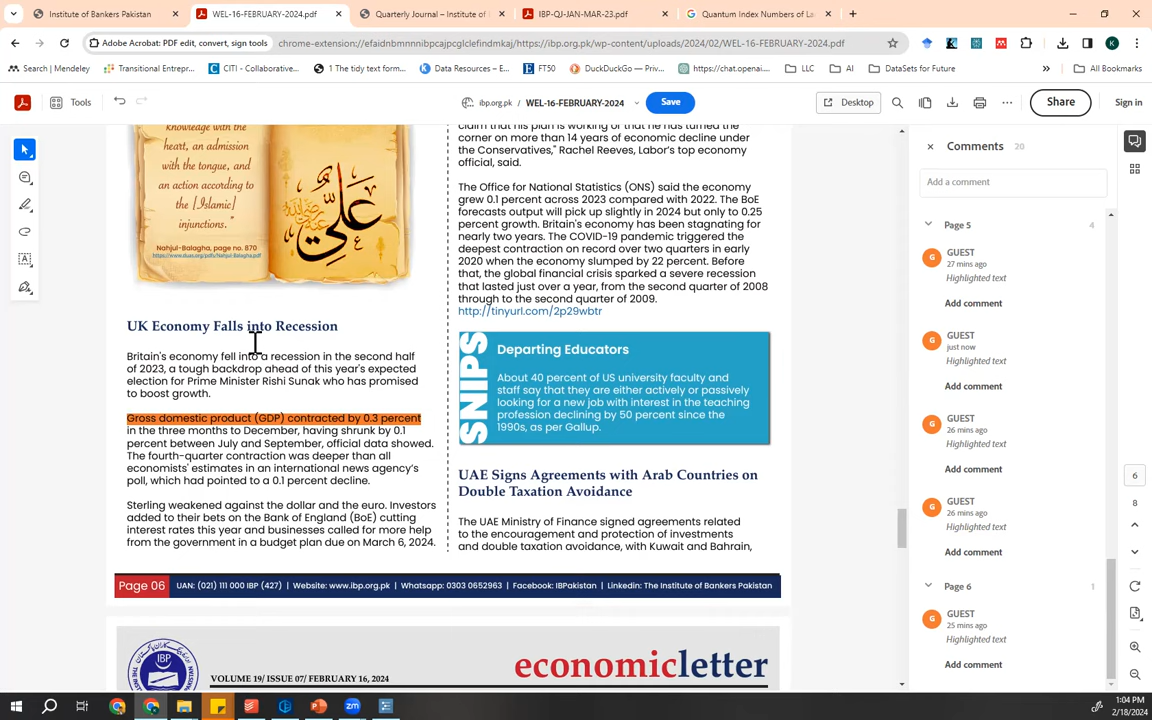 Institute of Bankers Pakistan
WEL-16-FEBRUARY-2024.pdf
Quarterly Journal – Institute of
IBP-QJ-JAN-MAR-23.pdf
Quantum Index Numbers of La
Adobe Acrobat: PDF edit, convert, sign tools
chrome-extension://efaidnbmnnnibpcajpcglclefindmkaj/https://ibp.org.pk/wp-content/uploads/2024/02/WEL-16-FEBRUARY-2024.pdf
K
Search | Mendeley
Transitional Entrepr...
CITI - Collaborative...
1 The tidy text form...
Data Resources – E...
FT50
DuckDuckGo — Priv...
https://chat.openai....
LLC
AI
DataSets for Future
»
All Bookmarks
Tools
ibp.org.pk / WEL-16-FEBRUARY-2024
Save
Desktop
Share
Sign in
knowledge with the
heart, an admission
with the tongue, and
an action according to
the [Islamic]
injunctions."
Nahjul-Balagha, page no. 870
https://www.duas.org/pdfs/Nahjul-Balagha.pdf
UK Economy Falls into Recession
Britain's economy fell into a recession in the second half
of 2023, a tough backdrop ahead of this year's expected
election for Prime Minister Rishi Sunak who has promised
to boost growth.
Gross domestic product (GDP) contracted by 0.3 percent
in the three months to December, having shrunk by 0.1
percent between July and September, official data showed.
The fourth-quarter contraction was deeper than all
economists' estimates in an international news agency's
poll, which had pointed to a 0.1 percent decline.
Sterling weakened against the dollar and the euro. Investors
added to their bets on the Bank of England (BoE) cutting
interest rates this year and businesses called for more help
from the government in a budget plan due on March 6, 2024.
claim that his plan is working or that he has turned the
corner on more than 14 years of economic decline under
the Conservatives," Rachel Reeves, Labor's top economy
official, said.
The Office for National Statistics (ONS) said the economy
grew 0.1 percent across 2023 compared with 2022. The BoE
forecasts output will pick up slightly in 2024 but only to 0.25
percent growth. Britain's economy has been stagnating for
nearly two years. The COVID-19 pandemic triggered the
deepest contraction on record over two quarters in early
2020 when the economy slumped by 22 percent. Before
that, the global financial crisis sparked a severe recession
that lasted just over a year, from the second quarter of 2008
through to the second quarter of 2009.
http://tinyurl.com/2p29wbtr
SNIPS
Departing Educators
About 40 percent of US university faculty and
staff say that they are either actively or passively
looking for a new job with interest in the teaching
profession declining by 50 percent since the
1990s, as per Gallup.
UAE Signs Agreements with Arab Countries on
Double Taxation Avoidance
The UAE Ministry of Finance signed agreements related
to the encouragement and protection of investments
and double taxation avoidance, with Kuwait and Bahrain,
Page 06
UAN: (021) 111 000 IBP (427) | Website: www.ibp.org.pk | Whatsapp: 0303 0652963 | Facebook: IBPakistan | Linkedin: The Institute of Bankers Pakistan
IBP
VOLUME 19/ ISSUE 07/ FEBRUARY 16, 2024
economicletter
Comments 20
Add a comment
Page 5 4
G
GUEST
27 mins ago
Highlighted text
Add comment
G
GUEST
just now
Highlighted text
Add comment
G
GUEST
26 mins ago
Highlighted text
Add comment
G
GUEST
26 mins ago
Highlighted text
Add comment
Page 6 1
G
GUEST
25 mins ago
Highlighted text
Add comment
6
8
1:04 PM
2/18/2024